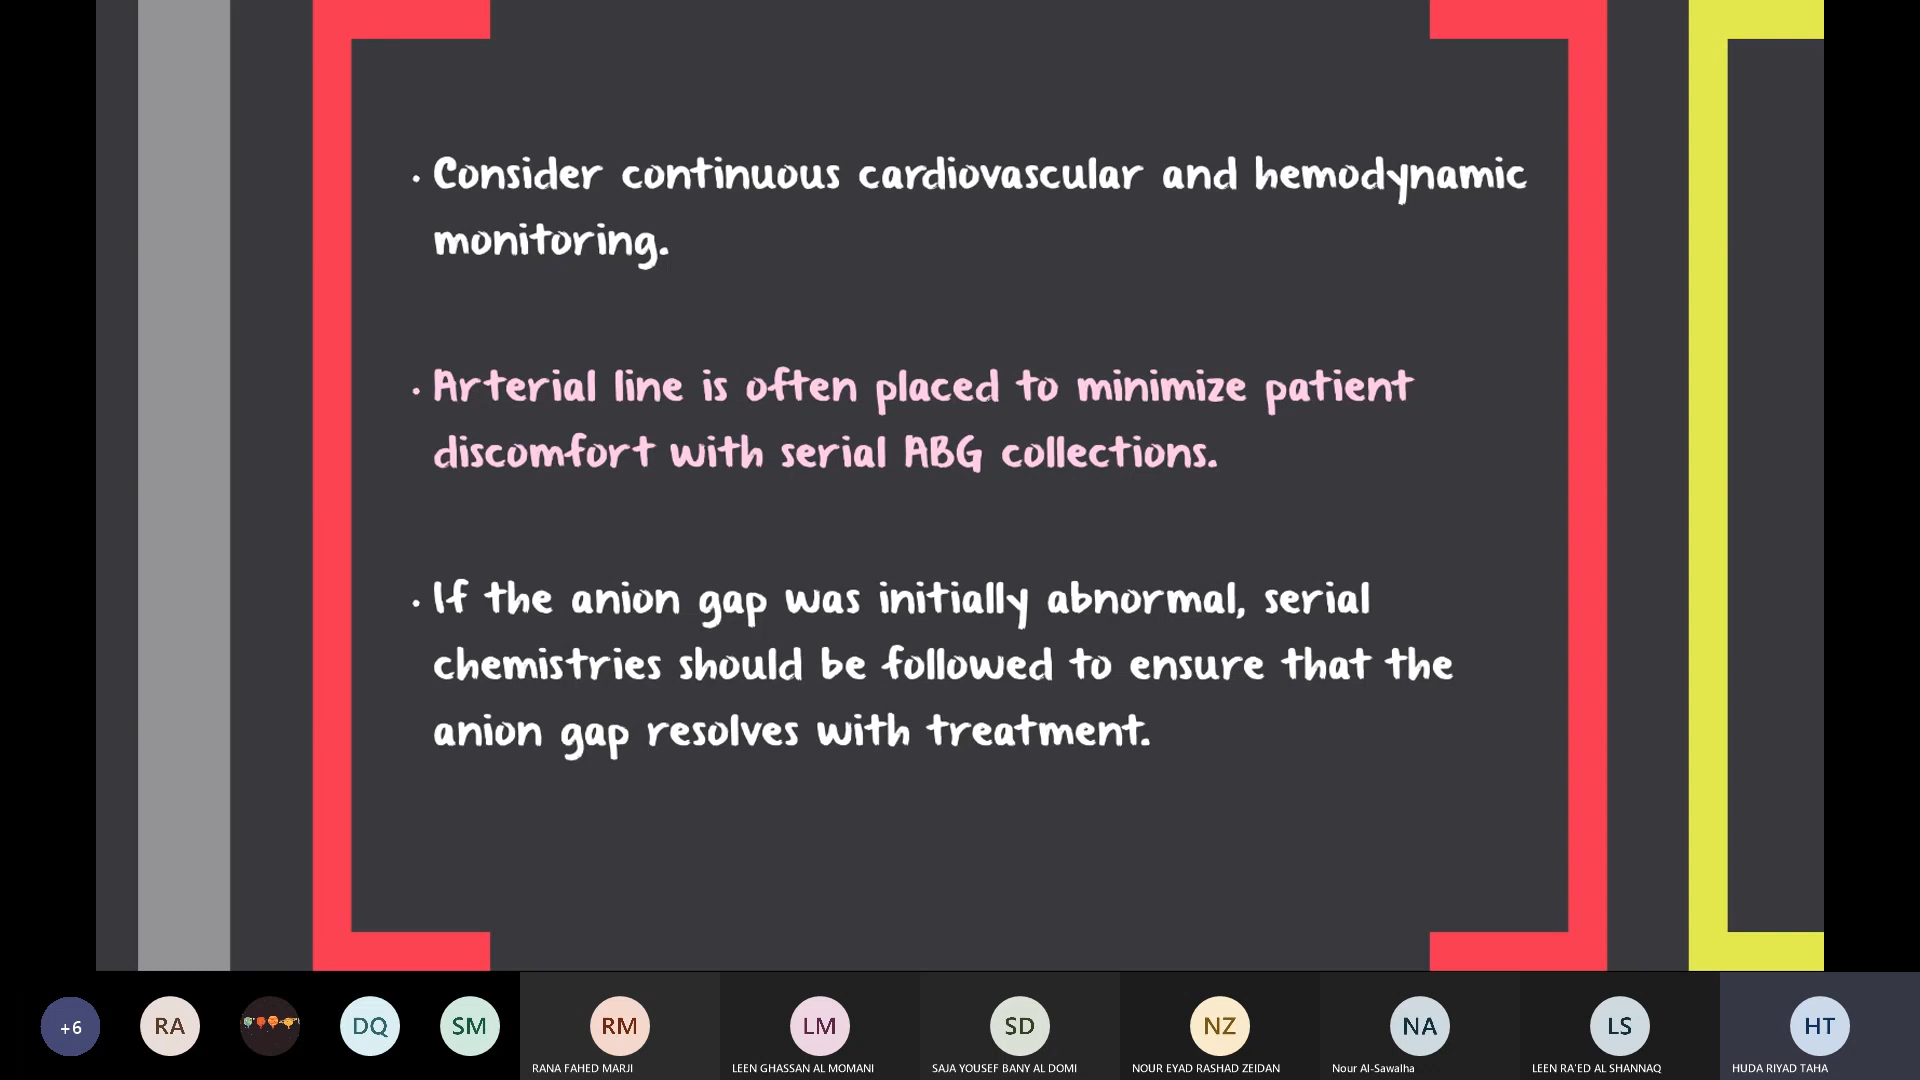 • Consider continuous cardiovascular and hemodynamic
monitoring.
• Arterial line is often placed to minimize patient
discomfort with serial ABG collections.
• If the anion gap was initially abnormal, serial
chemistries should be followed to ensure that the
anion gap resolves with treatment.
+6
RA
DQ
SM
RM
LM
SD
NZ
NA
LS
HT
RANA FAHED MARJI
LEEN GHASSAN AL MOMANI
SAJA YOUSEF BANY AL DOMI
NOUR EYAD RASHAD ZEIDAN
Nour Al-Sawalha
LEEN RA'ED AL SHANNAQ
HUDA RIYAD TAHA